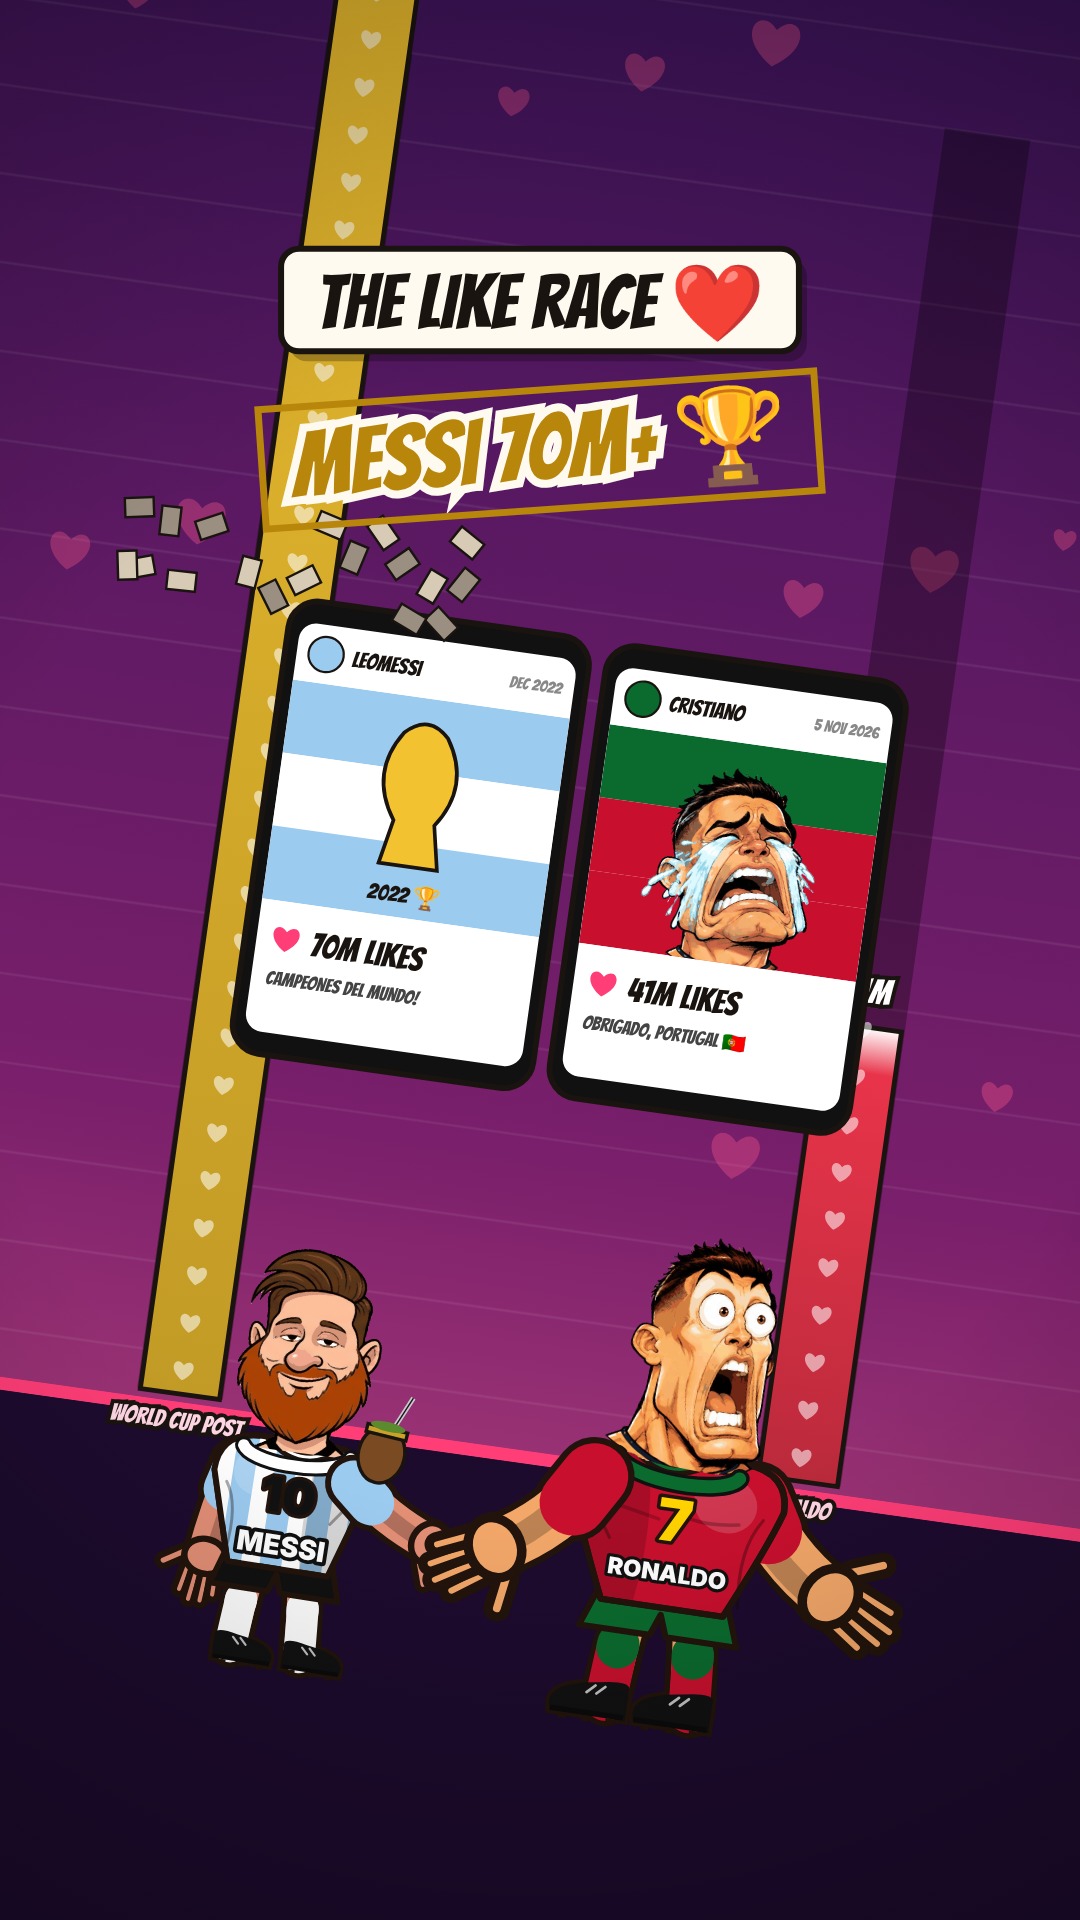 THE LIKE RACE ❤️
MESSI 70M+ 🏆
LEOMESSI
DEC 2022
2022 🏆
70M LIKES
CAMPEONES DEL MUNDO!
CRISTIANO
5 NOV 2026
41M LIKES
OBRIGADO, PORTUGAL 🇵🇹
WORLD CUP POST
10
MESSI
7
RONALDO